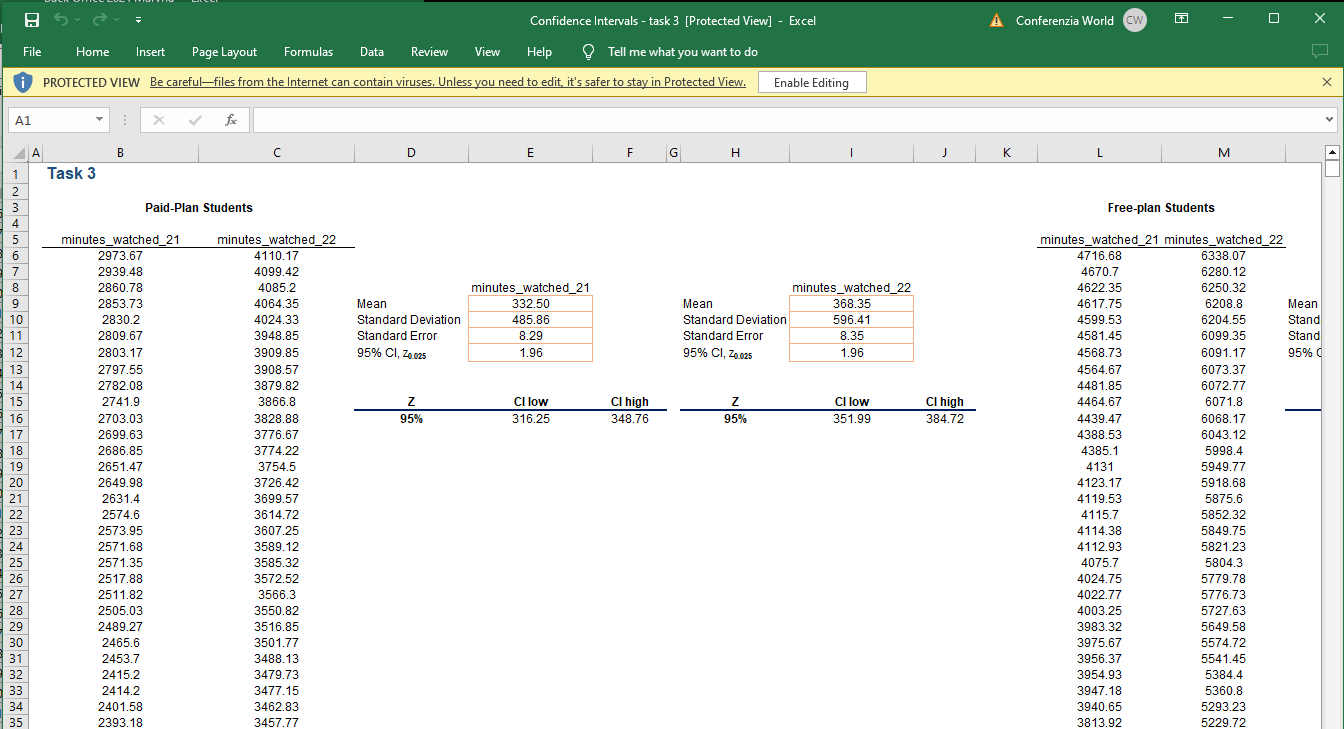 Confidence Intervals - task 3 [Protected View] - Excel
Conferenzia World CW
File Home Insert Page Layout Formulas Data Review View Help Tell me what you want to do
PROTECTED VIEW Be careful—files from the Internet can contain viruses. Unless you need to edit, it's safer to stay in Protected View. Enable Editing
A1 fx
A B C D E F G H I J K L M
1 Task 3
2
3 Paid-Plan Students Free-plan Students
4
5 minutes_watched_21 minutes_watched_22 minutes_watched_21 minutes_watched_22
6 2973.67 4110.17 4716.68 6338.07
7 2939.48 4099.42 4670.7 6280.12
8 2860.78 4085.2 minutes_watched_21 minutes_watched_22 4622.35 6250.32
9 2853.73 4064.35 Mean 332.50 Mean 368.35 4617.75 6208.8 Mean
10 2830.2 4024.33 Standard Deviation 485.86 Standard Deviation 596.41 4599.53 6204.55 Stand
11 2809.67 3948.85 Standard Error 8.29 Standard Error 8.35 4581.45 6099.35 Stand
12 2803.17 3909.85 95% CI, z0.025 1.96 95% CI, z0.025 1.96 4568.73 6091.17 95% C
13 2797.55 3908.57 4564.67 6073.37
14 2782.08 3879.82 4481.85 6072.77
15 2741.9 3866.8 Z CI low CI high Z CI low CI high 4464.67 6071.8
16 2703.03 3828.88 95% 316.25 348.76 95% 351.99 384.72 4439.47 6068.17
17 2699.63 3776.67 4388.53 6043.12
18 2686.85 3774.22 4385.1 5998.4
19 2651.47 3754.5 4131 5949.77
20 2649.98 3726.42 4123.17 5918.68
21 2631.4 3699.57 4119.53 5875.6
22 2574.6 3614.72 4115.7 5852.32
23 2573.95 3607.25 4114.38 5849.75
24 2571.68 3589.12 4112.93 5821.23
25 2571.35 3585.32 4075.7 5804.3
26 2517.88 3572.52 4024.75 5779.78
27 2511.82 3566.3 4022.77 5776.73
28 2505.03 3550.82 4003.25 5727.63
29 2489.27 3516.85 3983.32 5649.58
30 2465.6 3501.77 3975.67 5574.72
31 2453.7 3488.13 3956.37 5541.45
32 2415.2 3479.73 3954.93 5384.4
33 2414.2 3477.15 3947.18 5360.8
34 2401.58 3462.83 3940.65 5293.23
35 2393.18 3457.77 3813.92 5229.72